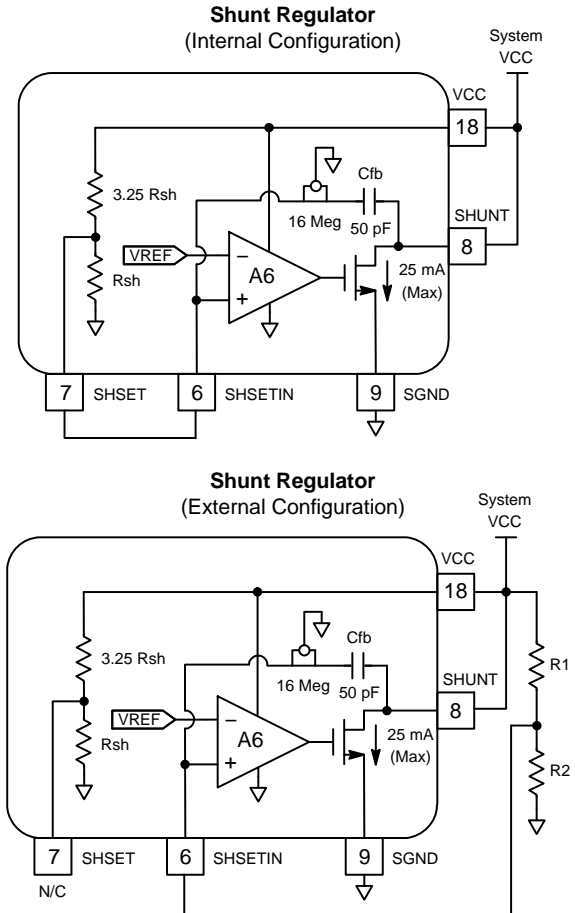 Shunt Regulator
(Internal Configuration)
System
VCC
VCC
18
3.25 Rsh
Cfb
16 Meg
50 pF
SHUNT
8
VREF
Rsh
A6
−
+
25 mA
(Max)
7
SHSET
6
SHSETIN
9
SGND
Shunt Regulator
(External Configuration)
System
VCC
VCC
18
3.25 Rsh
Cfb
R1
16 Meg
50 pF
SHUNT
8
VREF
Rsh
A6
−
+
25 mA
(Max)
R2
7
SHSET
6
SHSETIN
9
SGND
N/C